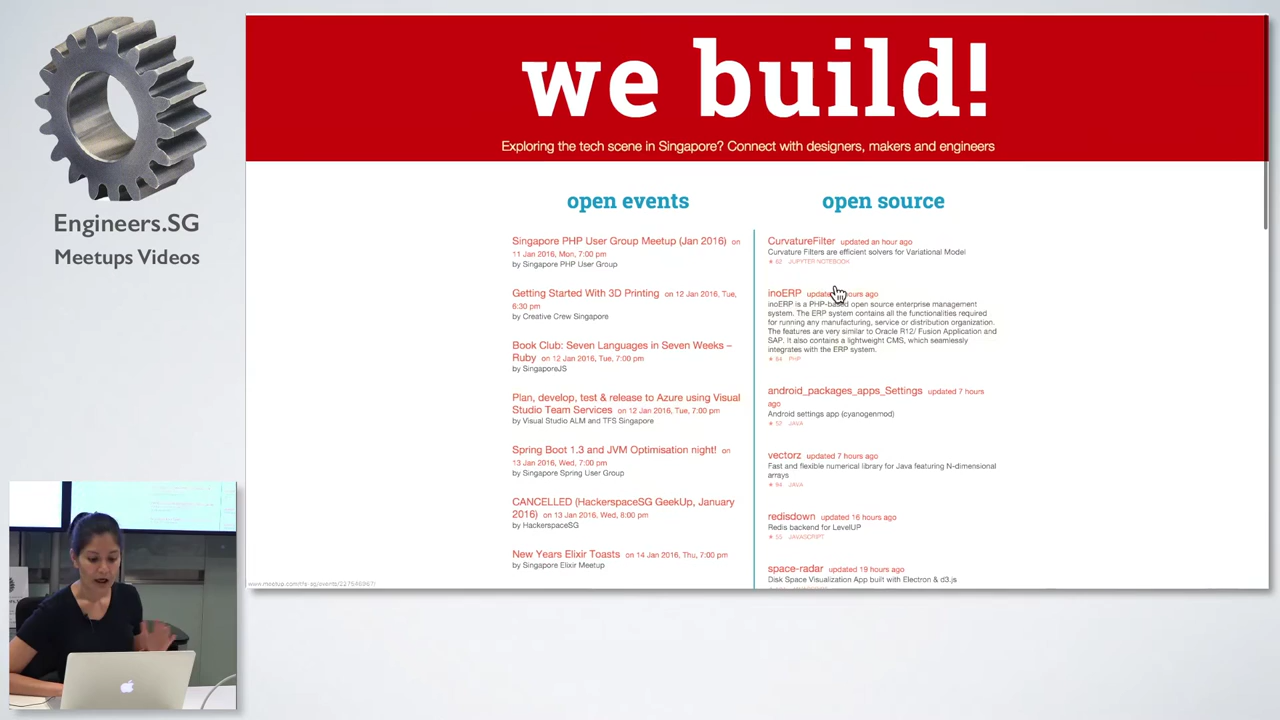 Engineers.SG
Meetups Videos
we build!
Exploring the tech scene in Singapore? Connect with designers, makers and engineers
open events
Singapore PHP User Group Meetup (Jan 2016) on
11 Jan 2016, Mon, 7:00 pm
by Singapore PHP User Group
Getting Started With 3D Printing on 12 Jan 2016, Tue,
6:30 pm
by Creative Crew Singapore
Book Club: Seven Languages in Seven Weeks –
Ruby on 12 Jan 2016, Tue, 7:00 pm
by SingaporeJS
Plan, develop, test & release to Azure using Visual
Studio Team Services on 12 Jan 2016, Tue, 7:00 pm
by Visual Studio ALM and TFS Singapore
Spring Boot 1.3 and JVM Optimisation night! on
13 Jan 2016, Wed, 7:00 pm
by Singapore Spring User Group
CANCELLED (HackerspaceSG GeekUp, January
2016) on 13 Jan 2016, Wed, 8:00 pm
by HackerspaceSG
New Years Elixir Toasts on 14 Jan 2016, Thu, 7:00 pm
by Singapore Elixir Meetup
open source
CurvatureFilter updated an hour ago
Curvature Filters are efficient solvers for Variational Model
★ 62 JUPYTER NOTEBOOK
inoERP hours ago
inoERP is a PHP-based open source enterprise management
system. The ERP system contains all the functionalities required
for running any manufacturing, service or distribution organization.
The features are very similar to Oracle R12/ Fusion Application and
SAP. It also contains a lightweight CMS, which seamlessly
integrates with the ERP system.
★ 84 PHP
android_packages_apps_Settings updated 7 hours
ago
Android settings app (cyanogenmod)
★ 52 JAVA
vectorz updated 7 hours ago
Fast and flexible numerical library for Java featuring N-dimensional
arrays
★ 94 JAVA
redisdown updated 16 hours ago
Redis backend for LevelUP
★ 55 JAVASCRIPT
space-radar updated 19 hours ago
Disk Space Visualization App built with Electron & d3.js